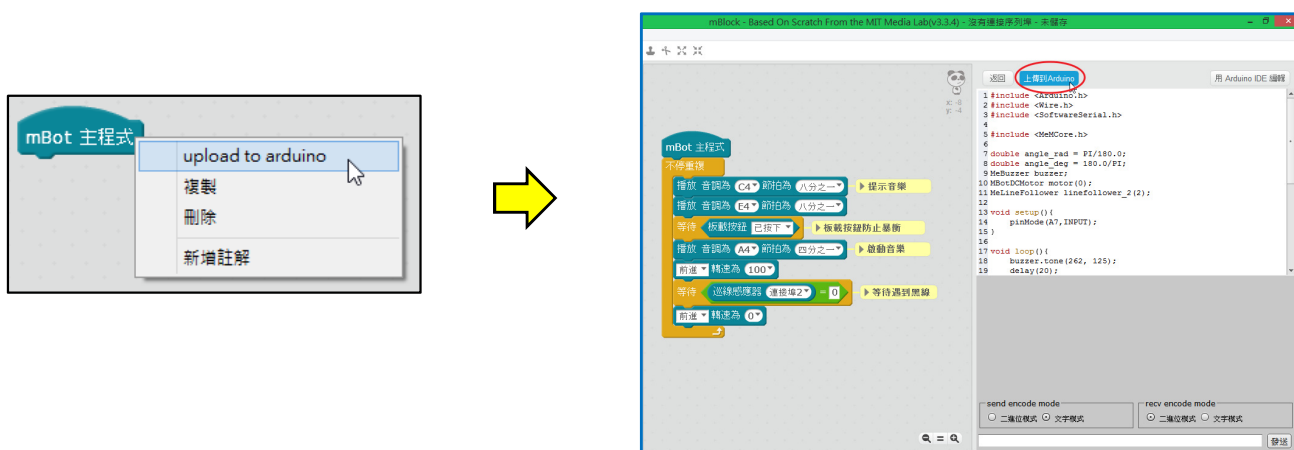 mBot 主程式
upload to arduino
複製
刪除
新增註解
mBlock - Based On Scratch From the MIT Media Lab(v3.3.4) - 沒有連接序列埠 - 未儲存
x: -8
y: -4
mBot 主程式
不停重複
播放 音調為 C4 節拍為 八分之一 提示音樂
播放 音調為 E4 節拍為 八分之一
等待 板載按鈕 已按下 板載按鈕防止暴衝
播放 音調為 A4 節拍為 四分之一 啟動音樂
前進 轉速為 100
等待 巡線感應器 連接埠2 = 0 等待遇到黑線
前進 轉速為 0
返回 上傳到Arduino 用 Arduino IDE 編輯
1 #include <Arduino.h>
2 #include <Wire.h>
3 #include <SoftwareSerial.h>
4
5 #include <MeMCore.h>
6
7 double angle_rad = PI/180.0;
8 double angle_deg = 180.0/PI;
9 MeBuzzer buzzer;
10 MBotDCMotor motor(0);
11 MeLineFollower linefollower_2(2);
12
13 void setup(){
14 pinMode(A7,INPUT);
15 }
16
17 void loop(){
18 buzzer.tone(262, 125);
19 delay(20);
send encode mode
二進位模式 文字模式
recv encode mode
二進位模式 文字模式
發送